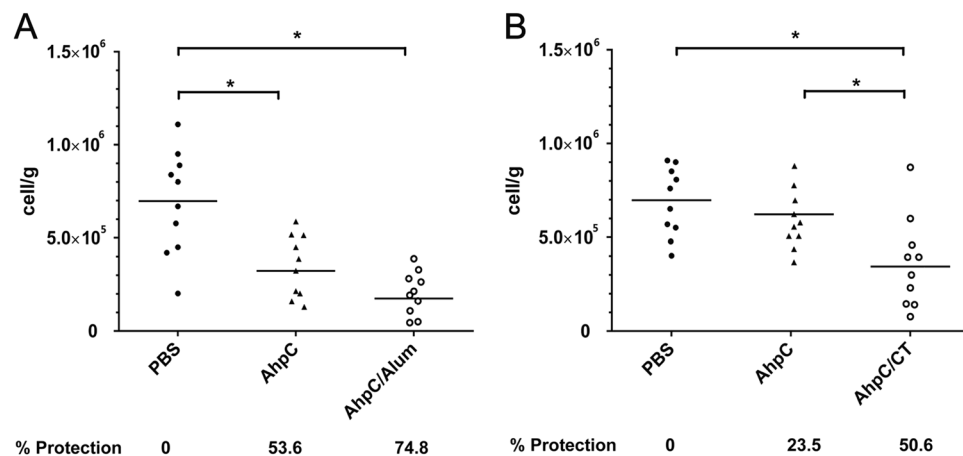 A
*
*
1.5×10⁶
1.0×10⁶
5.0×10⁵
0
cell/g
PBS
AhpC
AhpC/Alum
% Protection 0 53.6 74.8
B
*
*
1.5×10⁶
1.0×10⁶
5.0×10⁵
0
cell/g
PBS
AhpC
AhpC/CT
% Protection 0 23.5 50.6